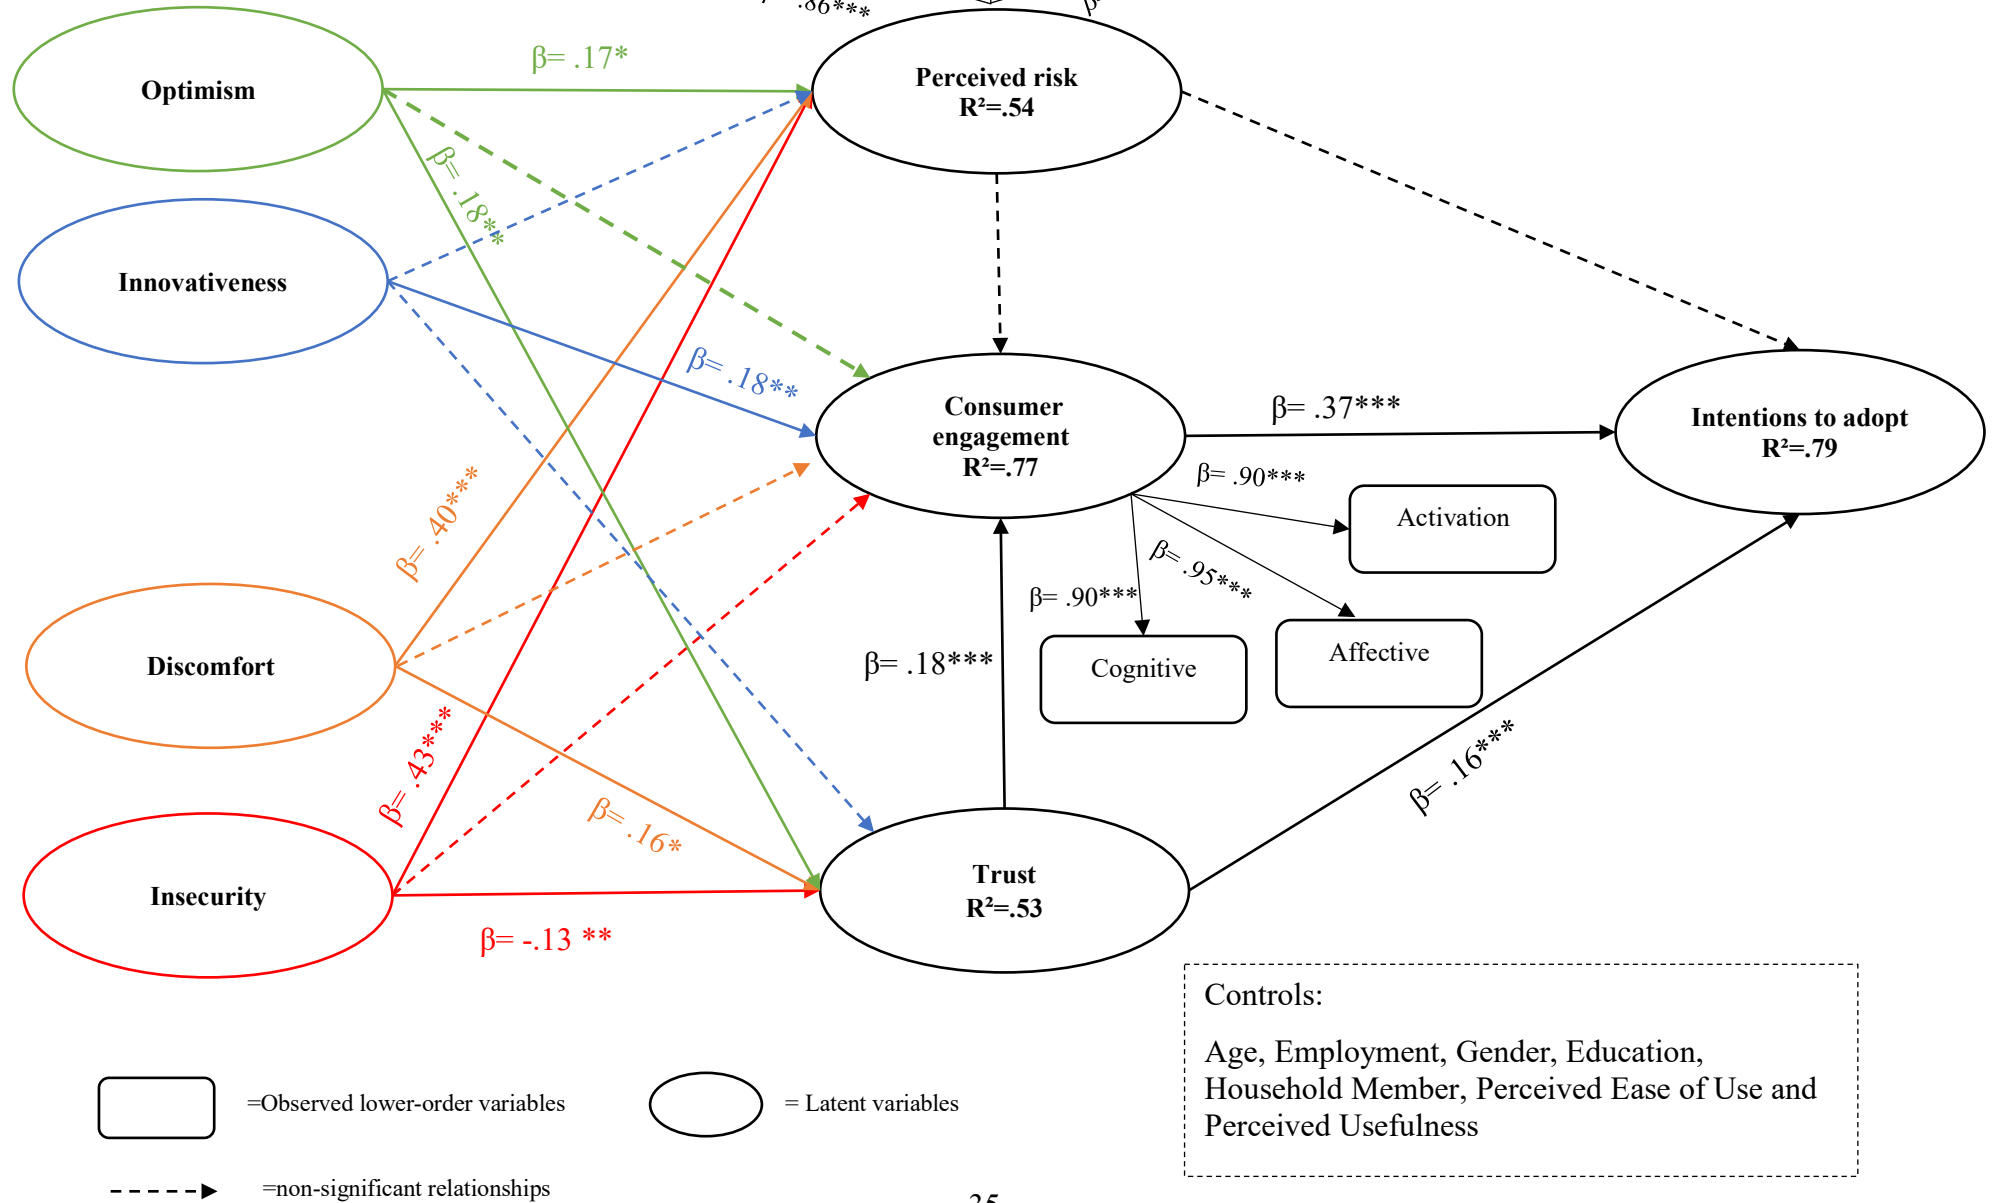 .86***
β= .17*
Optimism
Perceived risk
R²=.54
β= .18**
Innovativeness
β= .18**
Consumer
engagement
R²=.77
β= .37***
Intentions to adopt
R²=.79
β= .90***
Activation
β= .40***
β= .95***
β= .90***
Discomfort
β= .18***
Cognitive
Affective
β= .43***
β= .16***
β= .16*
Insecurity
Trust
R²=.53
β= -.13 **
Controls:
Age, Employment, Gender, Education,
Household Member, Perceived Ease of Use and
Perceived Usefulness
=Observed lower-order variables
= Latent variables
=non-significant relationships